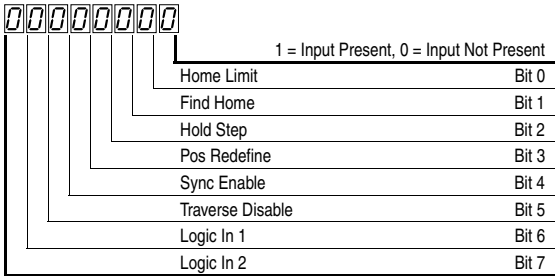 00000000
1 = Input Present, 0 = Input Not Present
Home Limit Bit 0
Find Home Bit 1
Hold Step Bit 2
Pos Redefine Bit 3
Sync Enable Bit 4
Traverse Disable Bit 5
Logic In 1 Bit 6
Logic In 2 Bit 7